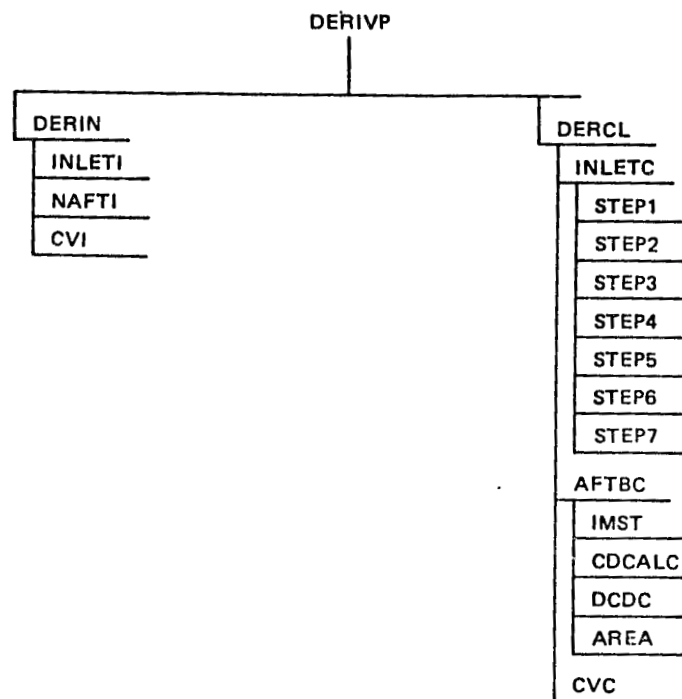 DERIVP
DERIN
INLETI
NAFTI
CVI
DERCL
INLETC
STEP1
STEP2
STEP3
STEP4
STEP5
STEP6
STEP7
AFTBC
IMST
CDCALC
DCDC
AREA
CVC